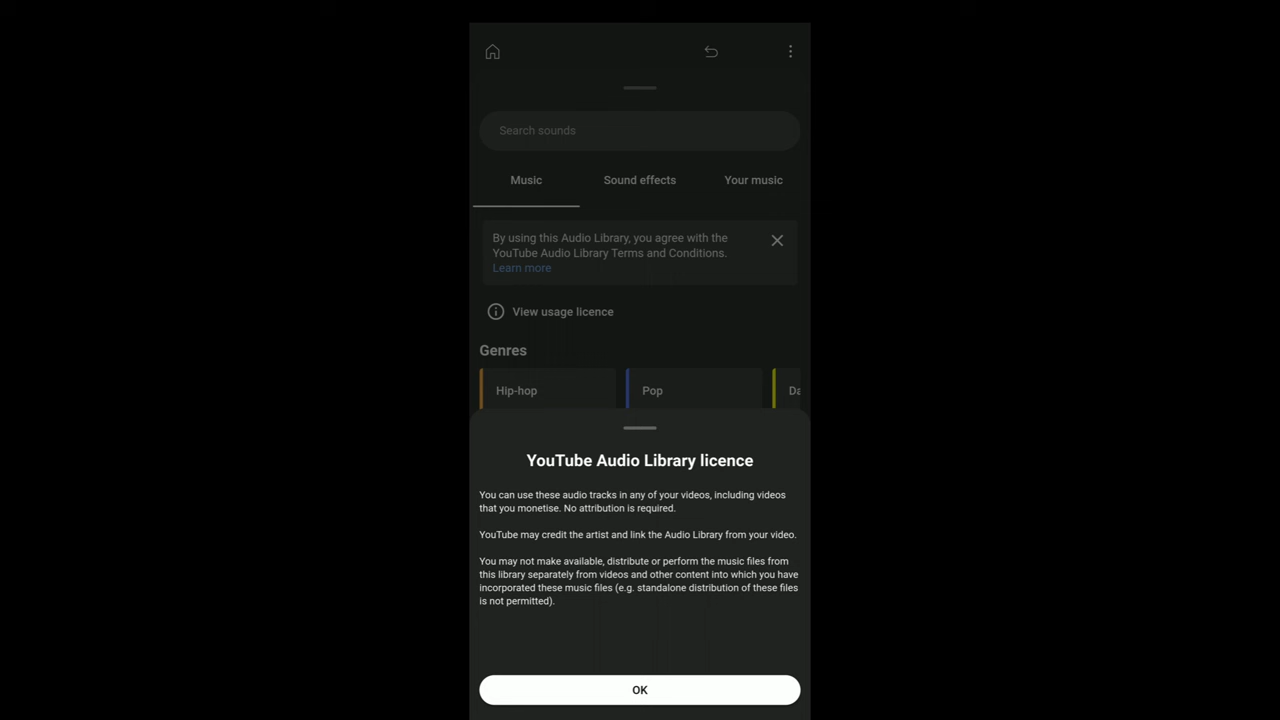 Search sounds
Music Sound effects Your music
By using this Audio Library, you agree with the
YouTube Audio Library Terms and Conditions.
Learn more
View usage licence
Genres
Hip-hop Pop Da
YouTube Audio Library licence
You can use these audio tracks in any of your videos, including videos
that you monetise. No attribution is required.
YouTube may credit the artist and link the Audio Library from your video.
You may not make available, distribute or perform the music files from
this library separately from videos and other content into which you have
incorporated these music files (e.g. standalone distribution of these files
is not permitted).
OK